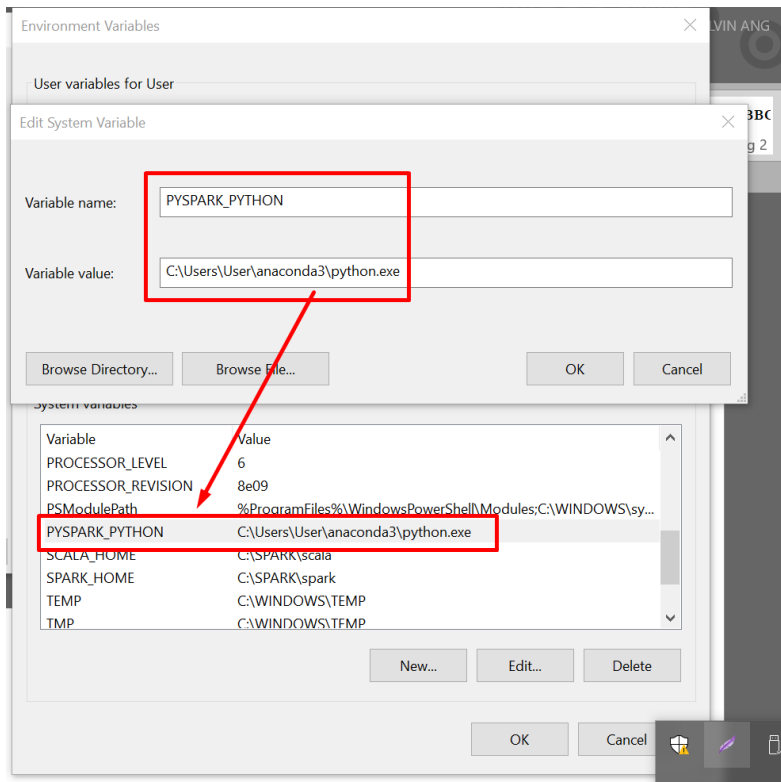 Environment Variables
LVIN ANG
User variables for User
Edit System Variable
g 2
Variable name:
PYSPARK_PYTHON
Variable value:
C:\Users\User\anaconda3\python.exe
Browse Directory...
Browse File...
OK
Cancel
System variables
Variable
Value
PROCESSOR_LEVEL
6
PROCESSOR_REVISION
8e09
PSModulePath
%ProgramFiles%\WindowsPowerShell\Modules;C:\WINDOWS\sy...
PYSPARK_PYTHON
C:\Users\User\anaconda3\python.exe
SCALA_HOME
C:\SPARK\scala
SPARK_HOME
C:\SPARK\spark
TEMP
C:\WINDOWS\TEMP
TMP
C:\WINDOWS\TEMP
New...
Edit...
Delete
OK
Cancel